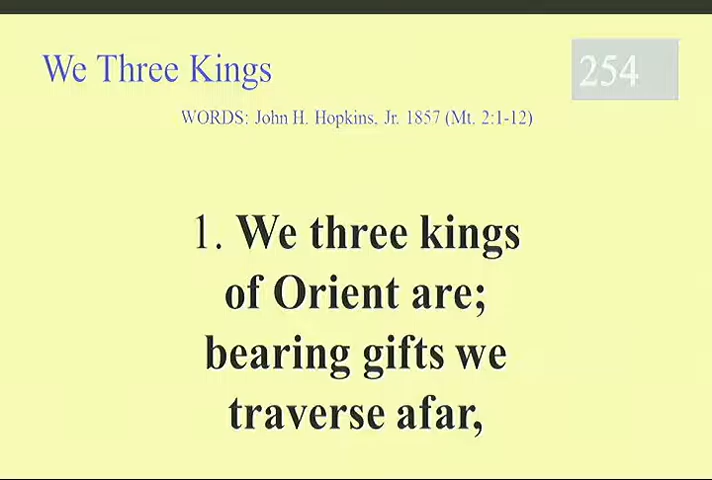 We Three Kings
254
WORDS: John H. Hopkins, Jr. 1857 (Mt. 2:1-12)
1. We three kings
of Orient are;
bearing gifts we
traverse afar,